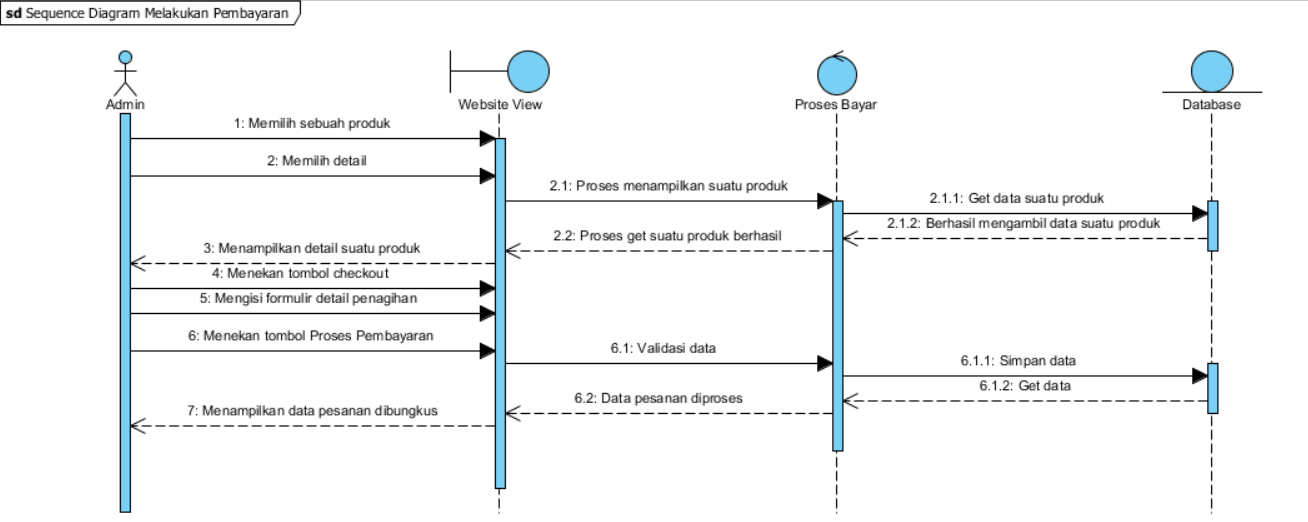 sd Sequence Diagram Melakukan Pembayaran
Admin
Website View
Proses Bayar
Database
1: Memilih sebuah produk
2: Memilih detail
2.1: Proses menampilkan suatu produk
2.1.1: Get data suatu produk
2.1.2: Berhasil mengambil data suatu produk
2.2: Proses get suatu produk berhasil
3: Menampilkan detail suatu produk
4: Menekan tombol checkout
5: Mengisi formulir detail penagihan
6: Menekan tombol Proses Pembayaran
6.1: Validasi data
6.1.1: Simpan data
6.1.2: Get data
6.2: Data pesanan diproses
7: Menampilkan data pesanan dibungkus